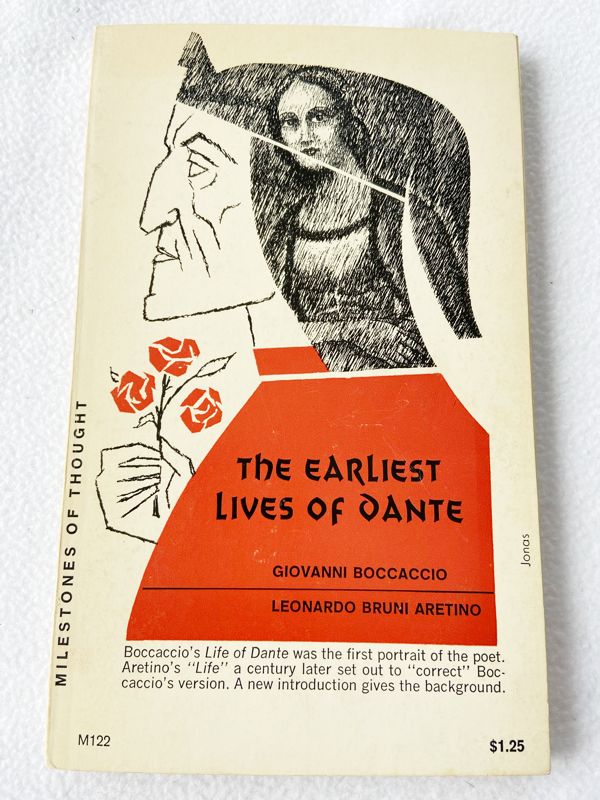 MILESTONES OF THOUGHT
THE EARLIEST
LIVES OF DANTE
Jonas
GIOVANNI BOCCACCIO
LEONARDO BRUNI ARETINO
Boccaccio's Life of Dante was the first portrait of the poet.
Aretino's "Life" a century later set out to "correct" Boc-
caccio's version. A new introduction gives the background.
M122
$1.25